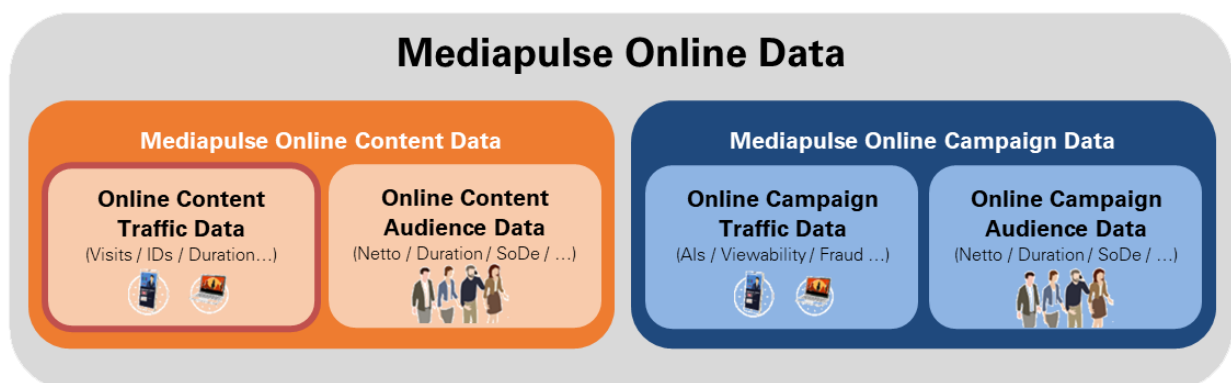 Mediapulse Online Data
Mediapulse Online Content Data
Online Content
Traffic Data
(Visits / IDs / Duration…)
Online Content
Audience Data
(Netto / Duration / SoDe / …)
Mediapulse Online Campaign Data
Online Campaign
Traffic Data
(AIs / Viewability / Fraud …)
Online Campaign
Audience Data
(Netto / Duration / SoDe / …)